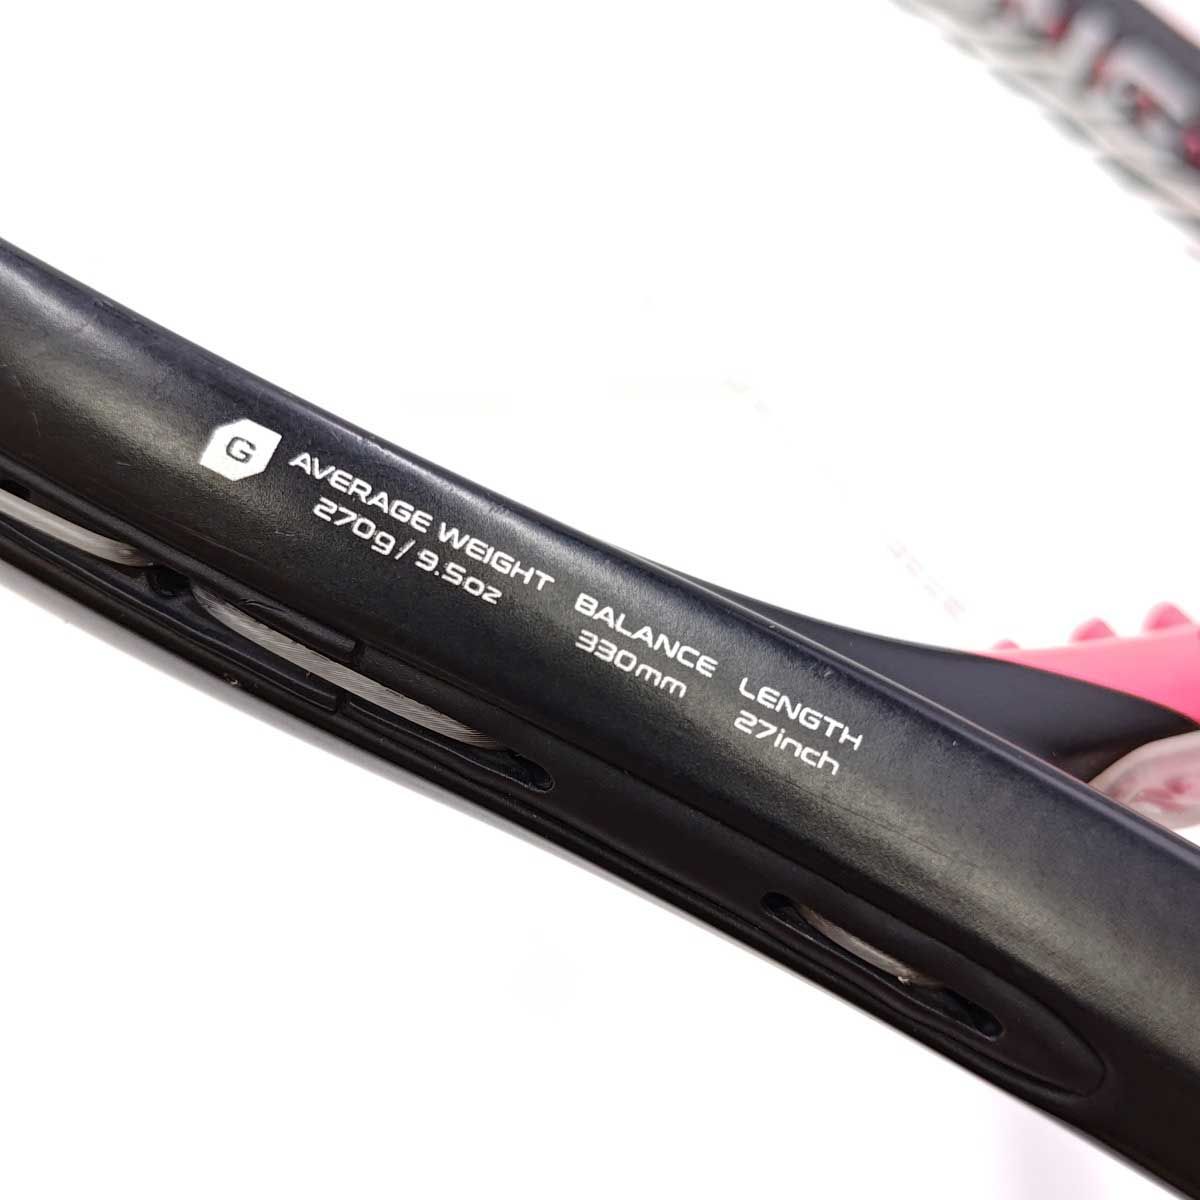 G
AVERAGE WEIGHT
270g / 9.5oz
BALANCE
330mm
LENGTH
27inch